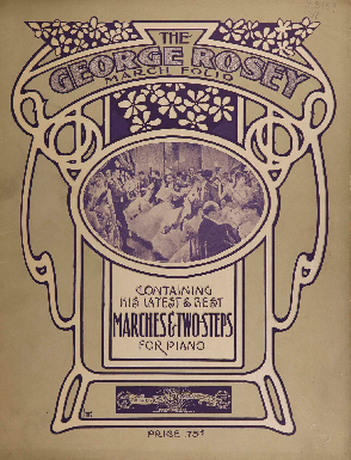 THE
GEORGE ROSEY
MARCH FOLIO
CONTAINING
HIS LATEST & BEST
MARCHES & TWO-STEPS
FOR PIANO
PRICE 75¢